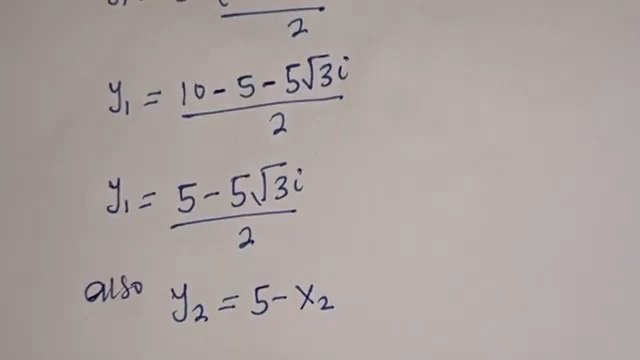 2
y₁ = (10 - 5 - 5√3i)/2
y₁ = (5 - 5√3i)/2
also y₂ = 5 - x₂